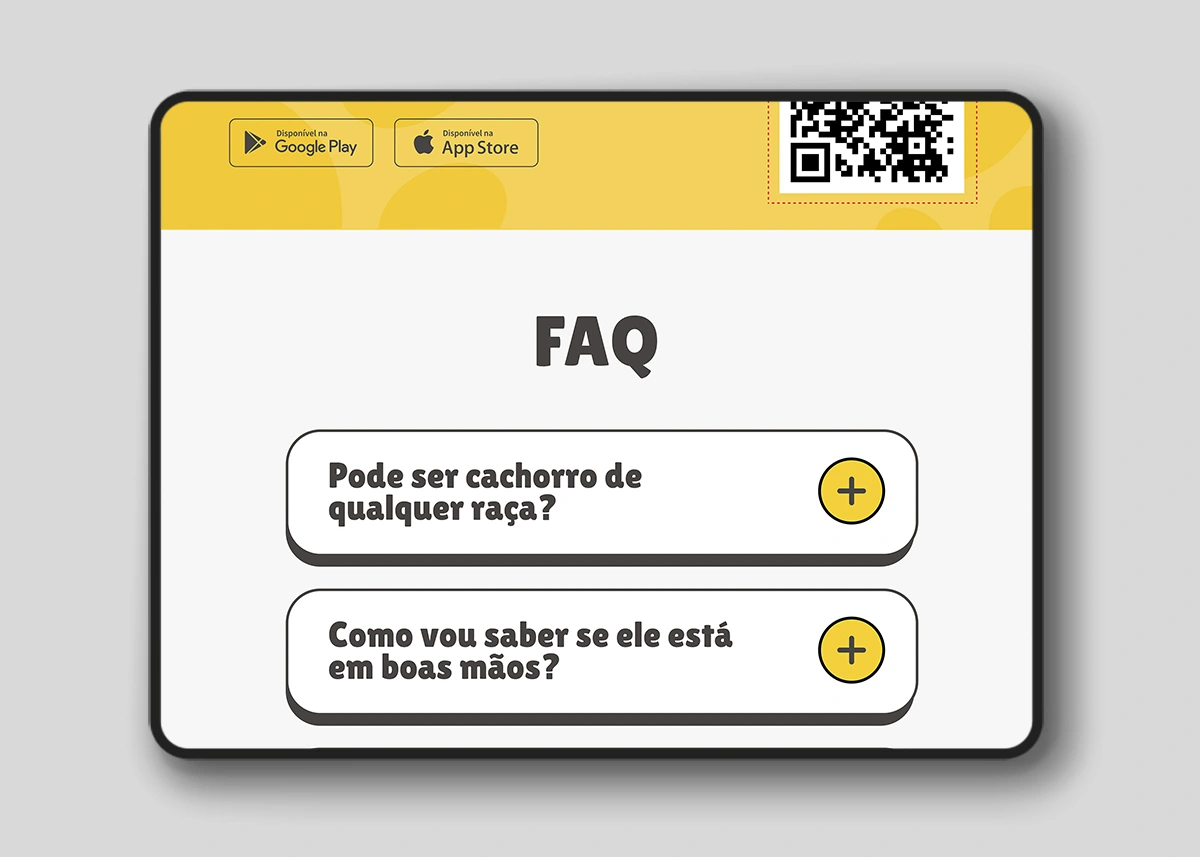 Disponível na
Google Play
Disponível na
App Store
FAQ
Pode ser cachorro de
qualquer raça?
Como vou saber se ele está
em boas mãos?